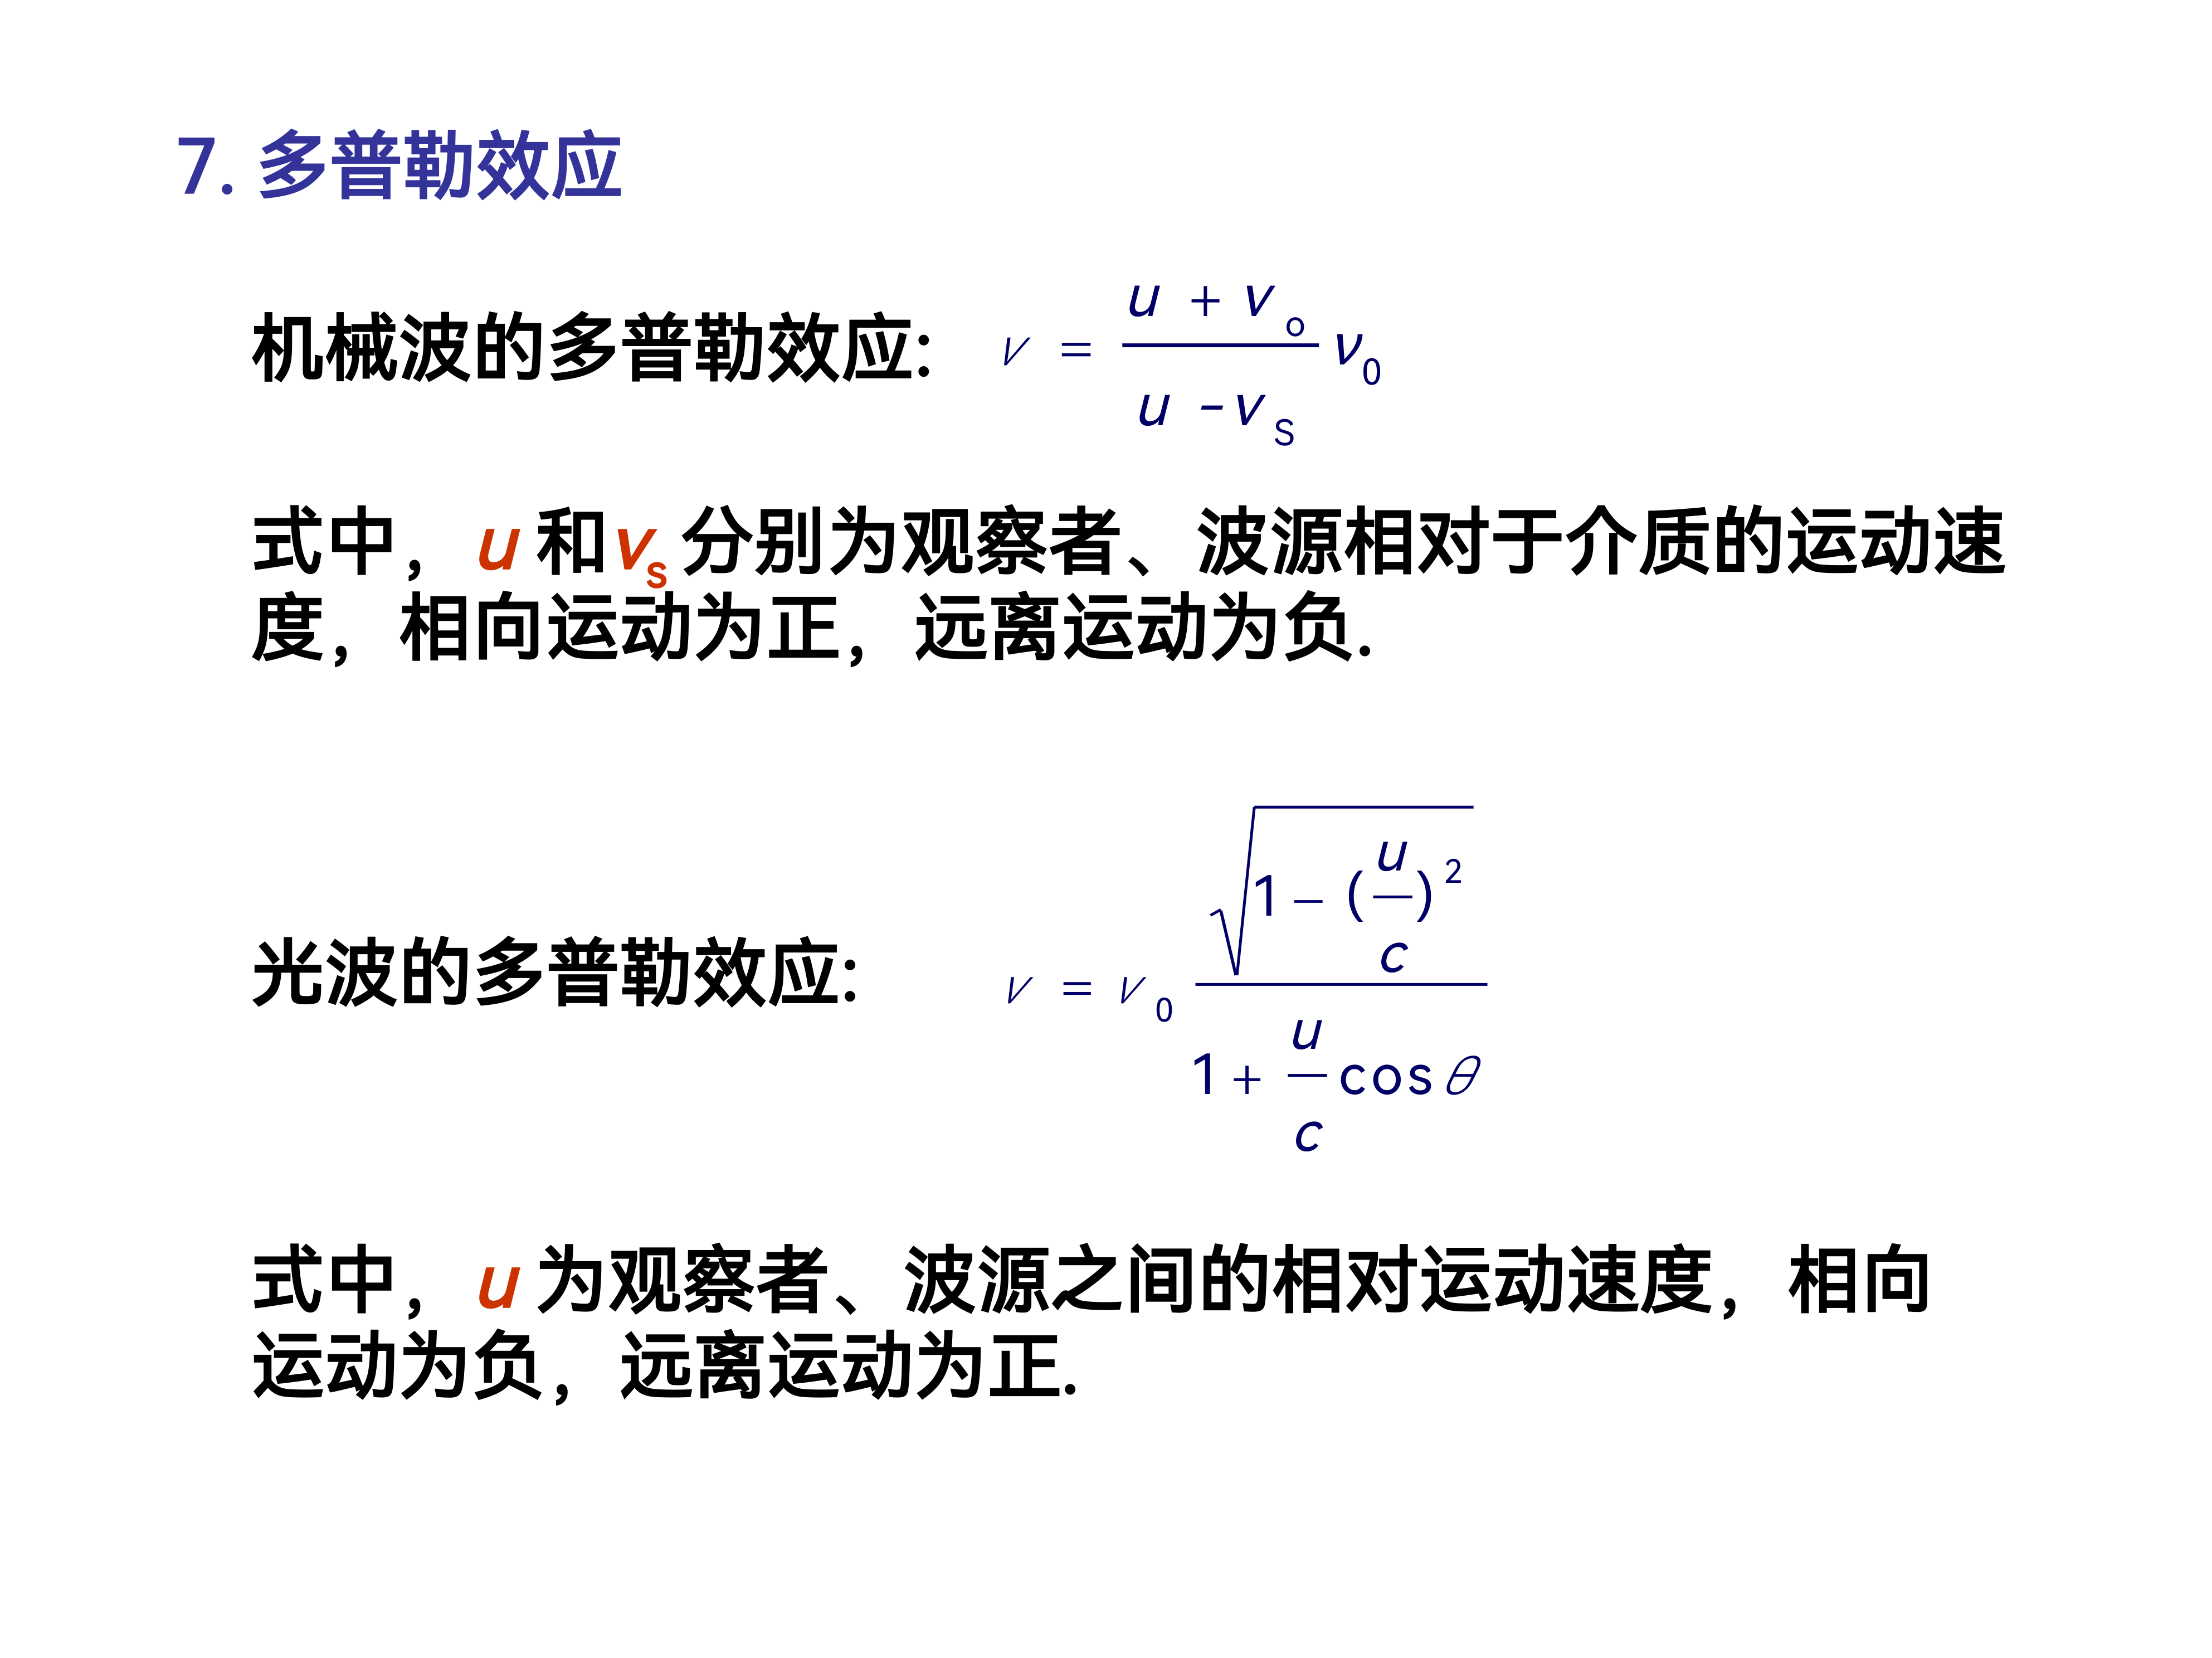 7. 多普勒效应
机械波的多普勒效应: ν = \frac{u + v_o}{u - v_S} ν_0
式中，u 和 v_s 分别为观察者、波源相对于介质的运动速
度，相向运动为正，远离运动为负.
光波的多普勒效应: ν = ν_0 \frac{\sqrt{1 - (\frac{u}{c})^2}}{1 + \frac{u}{c} cos θ}
式中，u 为观察者、波源之间的相对运动速度，相向
运动为负，远离运动为正.